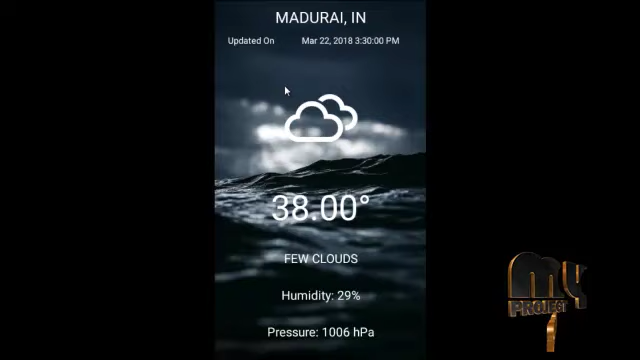 MADURAI, IN
Updated On Mar 22, 2018 3:30:00 PM
38.00°
FEW CLOUDS
Humidity: 29%
Pressure: 1006 hPa
my
PROJECT